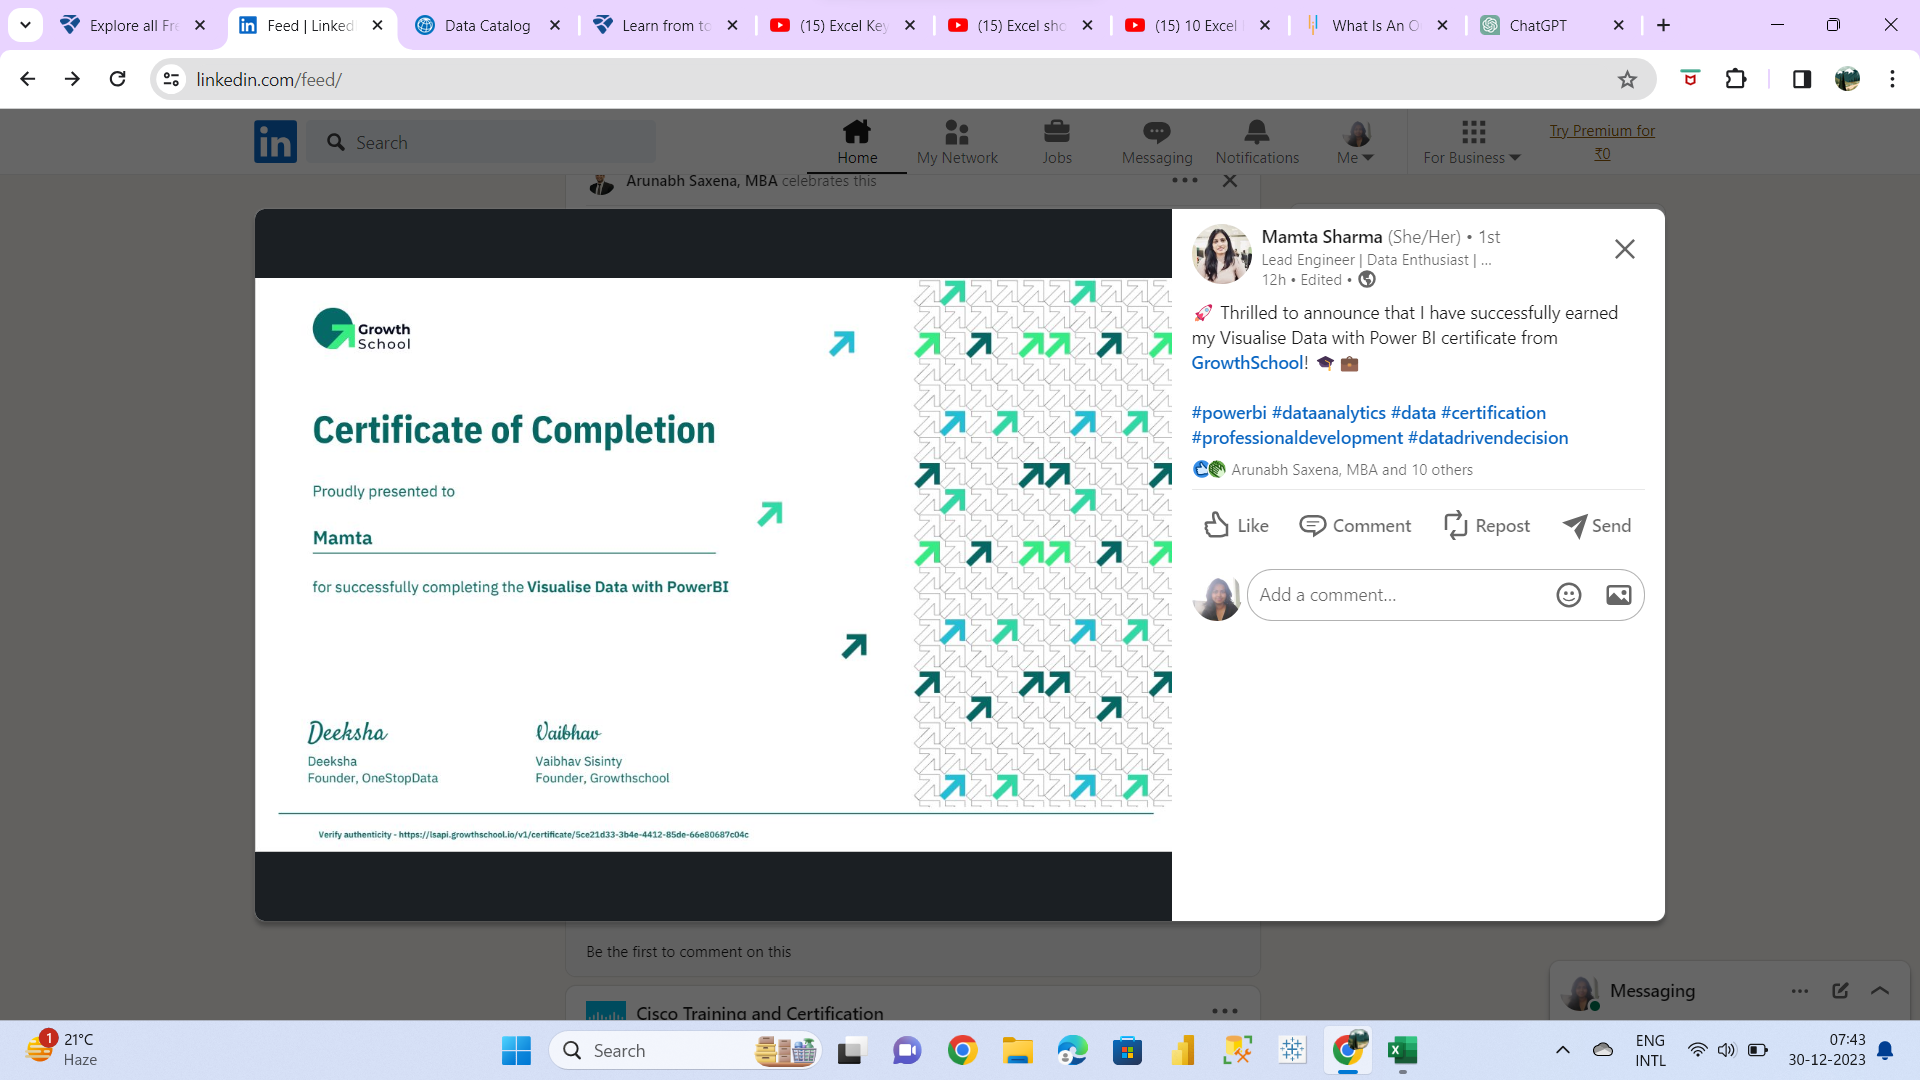 Explore all Fre
Feed | Linked
Data Catalog
Learn from to
(15) Excel Key
(15) Excel sho
(15) 10 Excel
What Is An O
ChatGPT
linkedin.com/feed/
in
Search
Home
My Network
Jobs
Messaging
Notifications
Me
For Business
Try Premium for
₹0
Arunabh Saxena, MBA celebrates this
Growth
School
Certificate of Completion
Proudly presented to
Mamta
for successfully completing the Visualise Data with PowerBI
Deeksha
Deeksha
Founder, OneStopData
Vaibhav
Vaibhav Sisinty
Founder, Growthschool
Verify authenticity - https://lsapi.growthschool.io/v1/certificate/5ce21d33-3b4e-4412-85de-66e80687c04c
Mamta Sharma (She/Her) • 1st
Lead Engineer | Data Enthusiast | ...
12h • Edited •
🚀 Thrilled to announce that I have successfully earned
my Visualise Data with Power BI certificate from
GrowthSchool! 🎓 💼
#powerbi #dataanalytics #data #certification
#professionaldevelopment #datadrivendecision
Arunabh Saxena, MBA and 10 others
Like
Comment
Repost
Send
Add a comment...
Be the first to comment on this
Cisco Training and Certification
Messaging
1
21°C
Haze
Search
ENG
INTL
07:43
30-12-2023